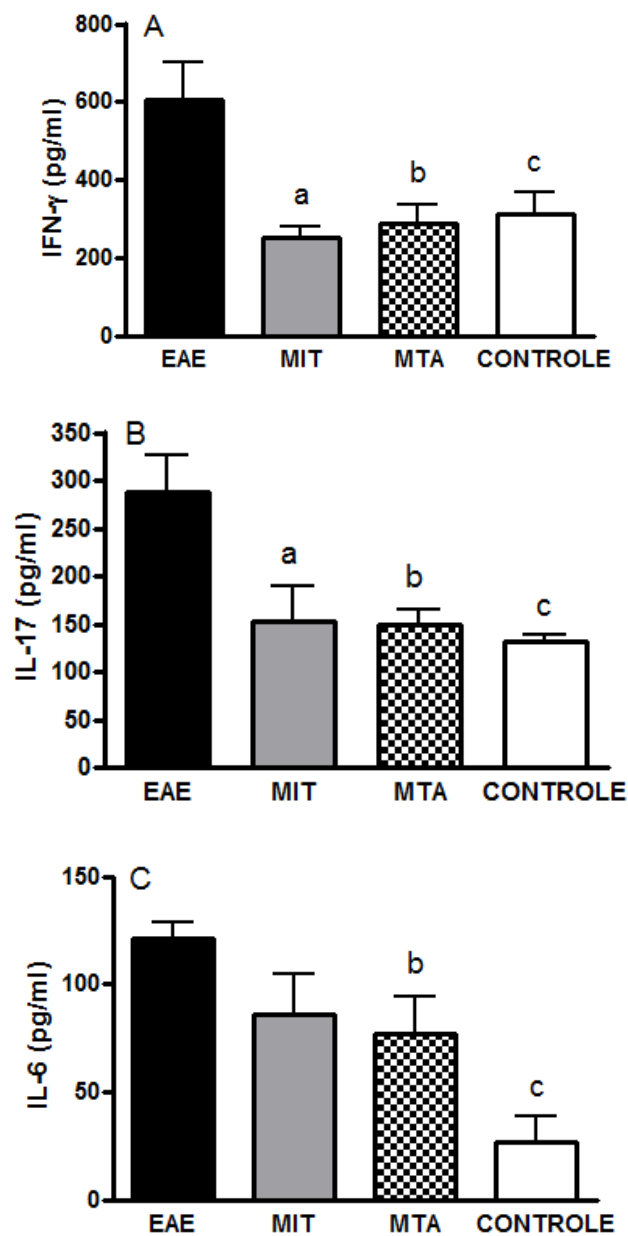 A
IFN-γ (pg/ml)
800
600
400
200
0
a
b
c
EAE MIT MTA CONTROLE
B
IL-17 (pg/ml)
350
300
250
200
150
100
50
0
a
b
c
EAE MIT MTA CONTROLE
C
IL-6 (pg/ml)
150
100
50
0
b
c
EAE MIT MTA CONTROLE